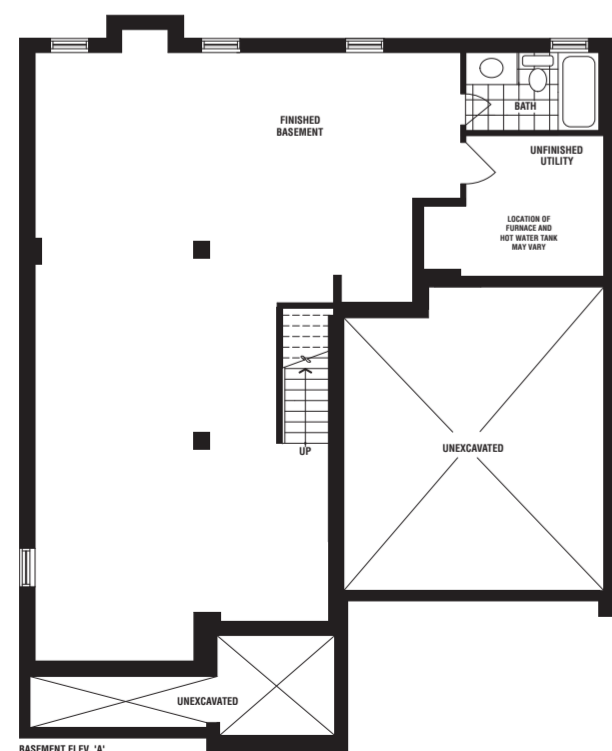 FINISHED
BASEMENT
BATH
UNFINISHED
UTILITY
LOCATION OF
FURNACE AND
HOT WATER TANK
MAY VARY
UP
UNEXCAVATED
UNEXCAVATED
BASEMENT ELEV. 'A'